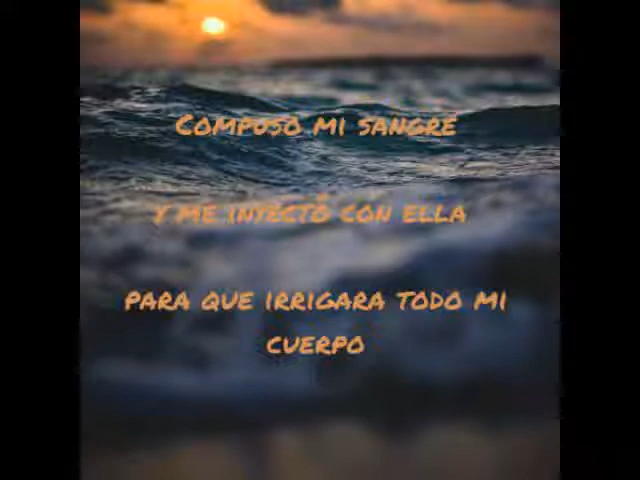 Compuso mi sangre
y me inyectó con ella
para que irrigara todo mi
cuerpo